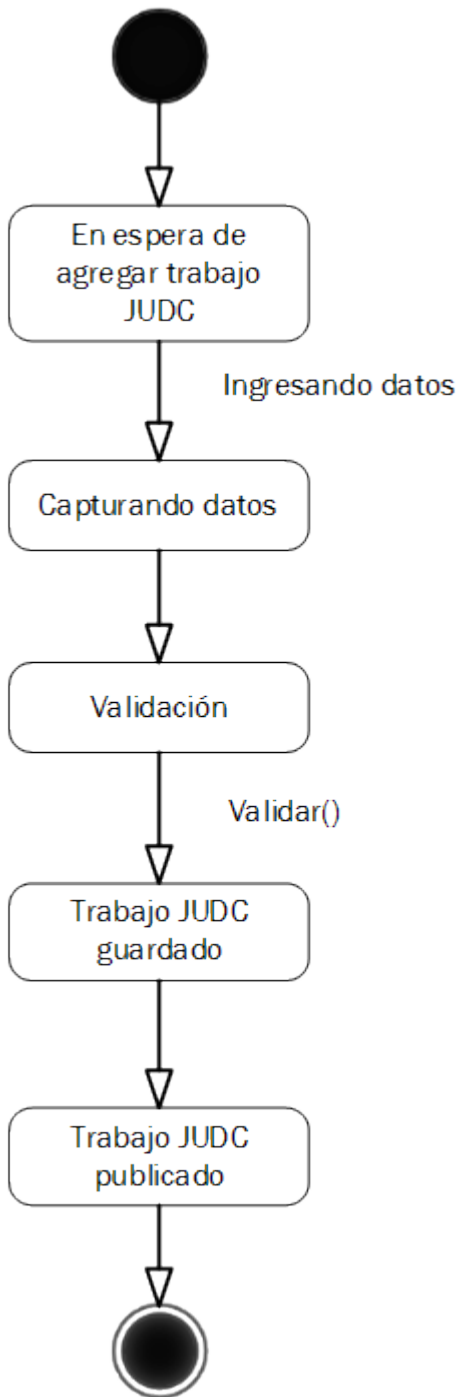 En espera de
agregar trabajo
JUDC
Ingresando datos
Capturando datos
Validación
Validar()
Trabajo JUDC
guardado
Trabajo JUDC
publicado